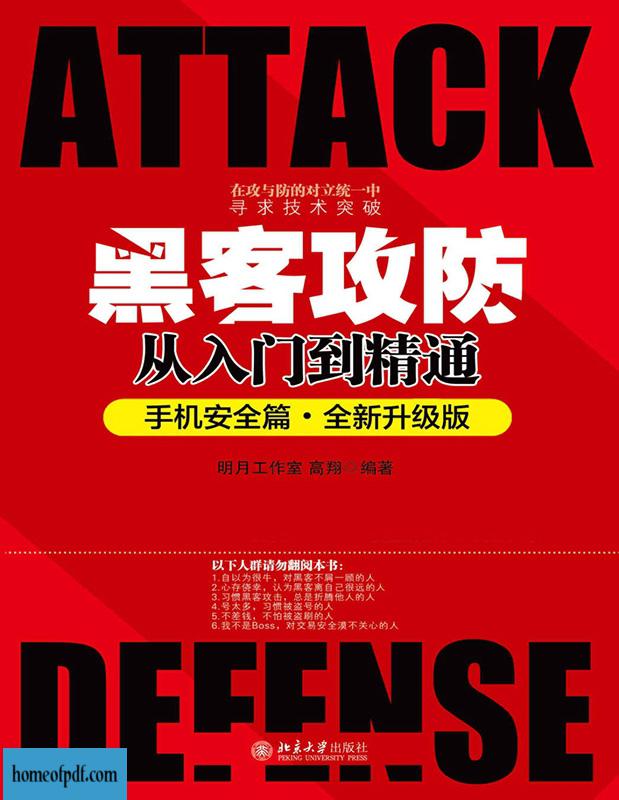 ATTACK
在攻与防的对立统一中
寻求技术突破
黑客攻防
从入门到精通
手机安全篇·全新升级版
明月工作室 高翔◇编著
以下人群请勿翻阅本书：
1.自以为很牛，对黑客不屑一顾的人
2.心存侥幸，认为黑客离自己很远的人
3.习惯黑客攻击，总是折腾他人的人
4.号太多，习惯被盗号的人
5.不差钱，不怕被盗刷的人
6.我不是Boss，对交易安全漠不关心的人
DEFENSE
北京大学出版社
PEKING UNIVERSITY PRESS
homeofpdf.com